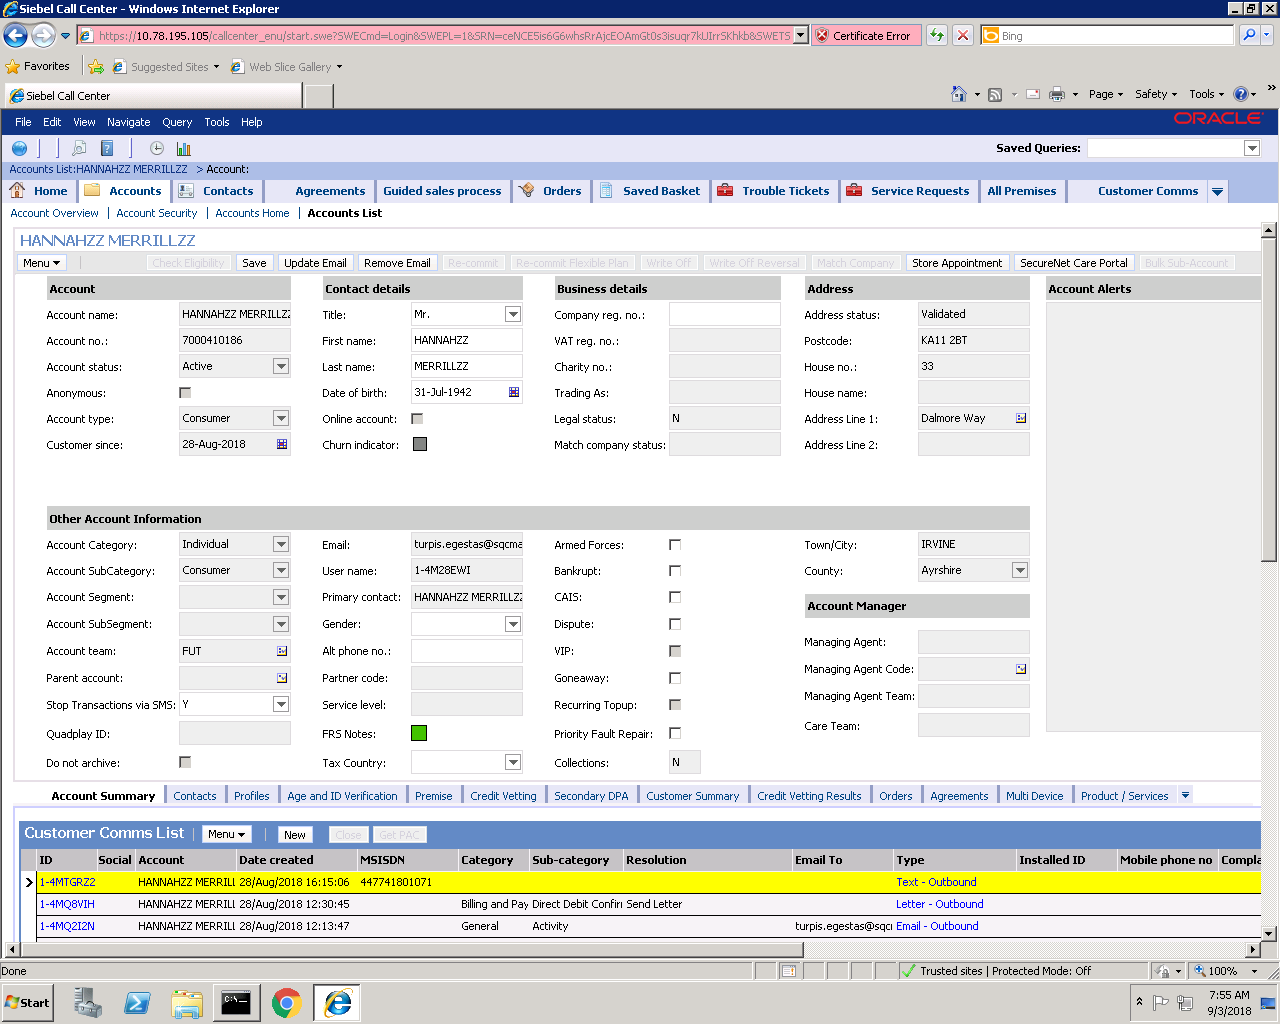 Siebel Call Center - Windows Internet Explorer
https://10.78.195.105/callcenter_enu/start.swe?SWECmd=Login&SWEPL=1&SRN=ceNCE5is6G6whsRrAjcEOAmGt0s3isuqr7kUIrrSKhkb&SWETS Certificate Error Bing
Favorites Suggested Sites Web Slice Gallery
Siebel Call Center Page Safety Tools
File Edit View Navigate Query Tools Help ORACLE
Saved Queries:
Accounts List:HANNAHZZ MERRILLZZ > Account:
Home Accounts Contacts Agreements Guided sales process Orders Saved Basket Trouble Tickets Service Requests All Premises Customer Comms
Account Overview | Account Security | Accounts Home | Accounts List
HANNAHZZ MERRILLZZ
Menu Check Eligibility Save Update Email Remove Email Re-commit Re-commit Flexible Plan Write Off Write Off Reversal Match Company Store Appointment SecureNet Care Portal Bulk Sub-Account
Account Contact details Business details Address Account Alerts
Account name: HANNAHZZ MERRILLZZ Title: Mr. Company reg. no.: Address status: Validated
Account no.: 7000410186 First name: HANNAHZZ VAT reg. no.: Postcode: KA11 2BT
Account status: Active Last name: MERRILLZZ Charity no.: House no.: 33
Anonymous: Date of birth: 31-Jul-1942 Trading As: House name:
Account type: Consumer Online account: Legal status: N Address Line 1: Dalmore Way
Customer since: 28-Aug-2018 Churn indicator: Match company status: Address Line 2:
Other Account Information
Account Category: Individual Email: turpis.egestas@sqcma Armed Forces: Town/City: IRVINE
Account SubCategory: Consumer User name: 1-4M28EWI Bankrupt: County: Ayrshire
Account Segment: Primary contact: HANNAHZZ MERRILLZZ CAIS: Account Manager
Account SubSegment: Gender: Dispute:
Account team: FUT Alt phone no.: VIP: Managing Agent:
Parent account: Partner code: Goneaway: Managing Agent Code:
Stop Transactions via SMS: Y Service level: Recurring Topup: Managing Agent Team:
Quadplay ID: FRS Notes: Priority Fault Repair: Care Team:
Do not archive: Tax Country: Collections: N
Account Summary Contacts Profiles Age and ID Verification Premise Credit Vetting Secondary DPA Customer Summary Credit Vetting Results Orders Agreements Multi Device Product / Services
Customer Comms List Menu New Close Get PAC
ID Social Account Date created MSISDN Category Sub-category Resolution Email To Type Installed ID Mobile phone no Compla
1-4MTGRZ2 HANNAHZZ MERRILL 28/Aug/2018 16:15:06 447741801071 Text - Outbound
1-4MQ8VIH HANNAHZZ MERRILL 28/Aug/2018 12:30:45 Billing and Pay Direct Debit Confir Send Letter Letter - Outbound
1-4MQ2I2N HANNAHZZ MERRILL 28/Aug/2018 12:13:47 General Activity turpis.egestas@sqc Email - Outbound
Done Trusted sites | Protected Mode: Off 100%
Start 7:55 AM
9/3/2018